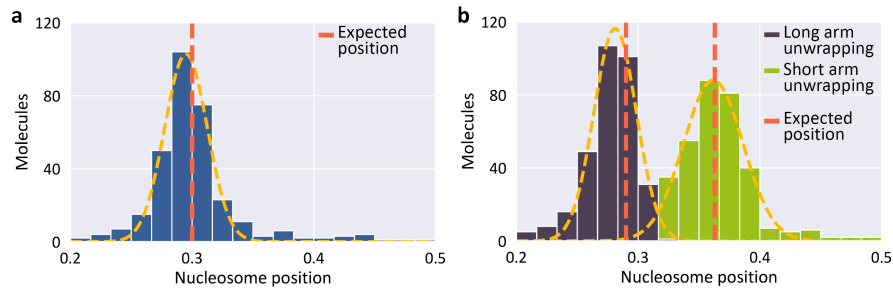 a
120
80
40
0
Molecules
Expected
position
0.2
0.3
0.4
0.5
Nucleosome position
b
120
80
40
0
Molecules
Long arm
unwrapping
Short arm
unwrapping
Expected
position
0.2
0.3
0.4
0.5
Nucleosome position